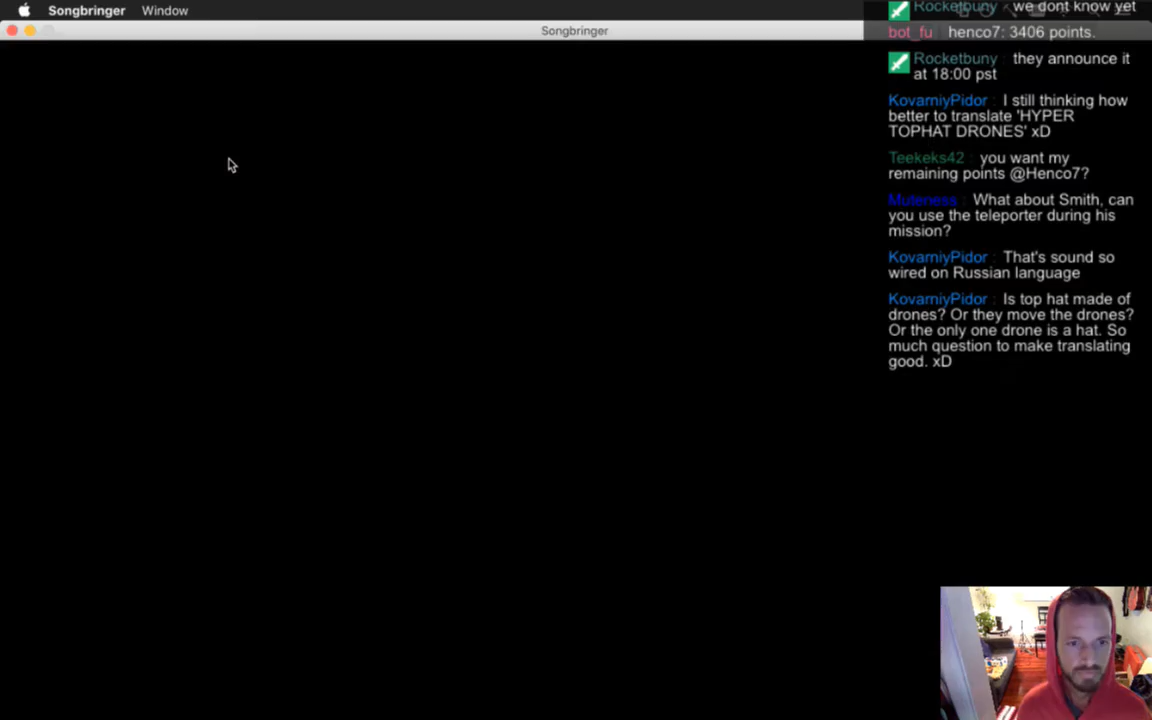 Songbringer Window
Songbringer
Rocketbuny : we dont know yet
bot_fu henco7: 3406 points.
Rocketbuny : they announce it
at 18:00 pst
KovarniyPidor : I still thinking how
better to translate 'HYPER
TOPHAT DRONES' xD
Teekeks42 : you want my
remaining points @Henco7?
Muteness : What about Smith, can
you use the teleporter during his
mission?
KovarniyPidor : That's sound so
wired on Russian language
KovarniyPidor : Is top hat made of
drones? Or they move the drones?
Or the only one drone is a hat. So
much question to make translating
good. xD